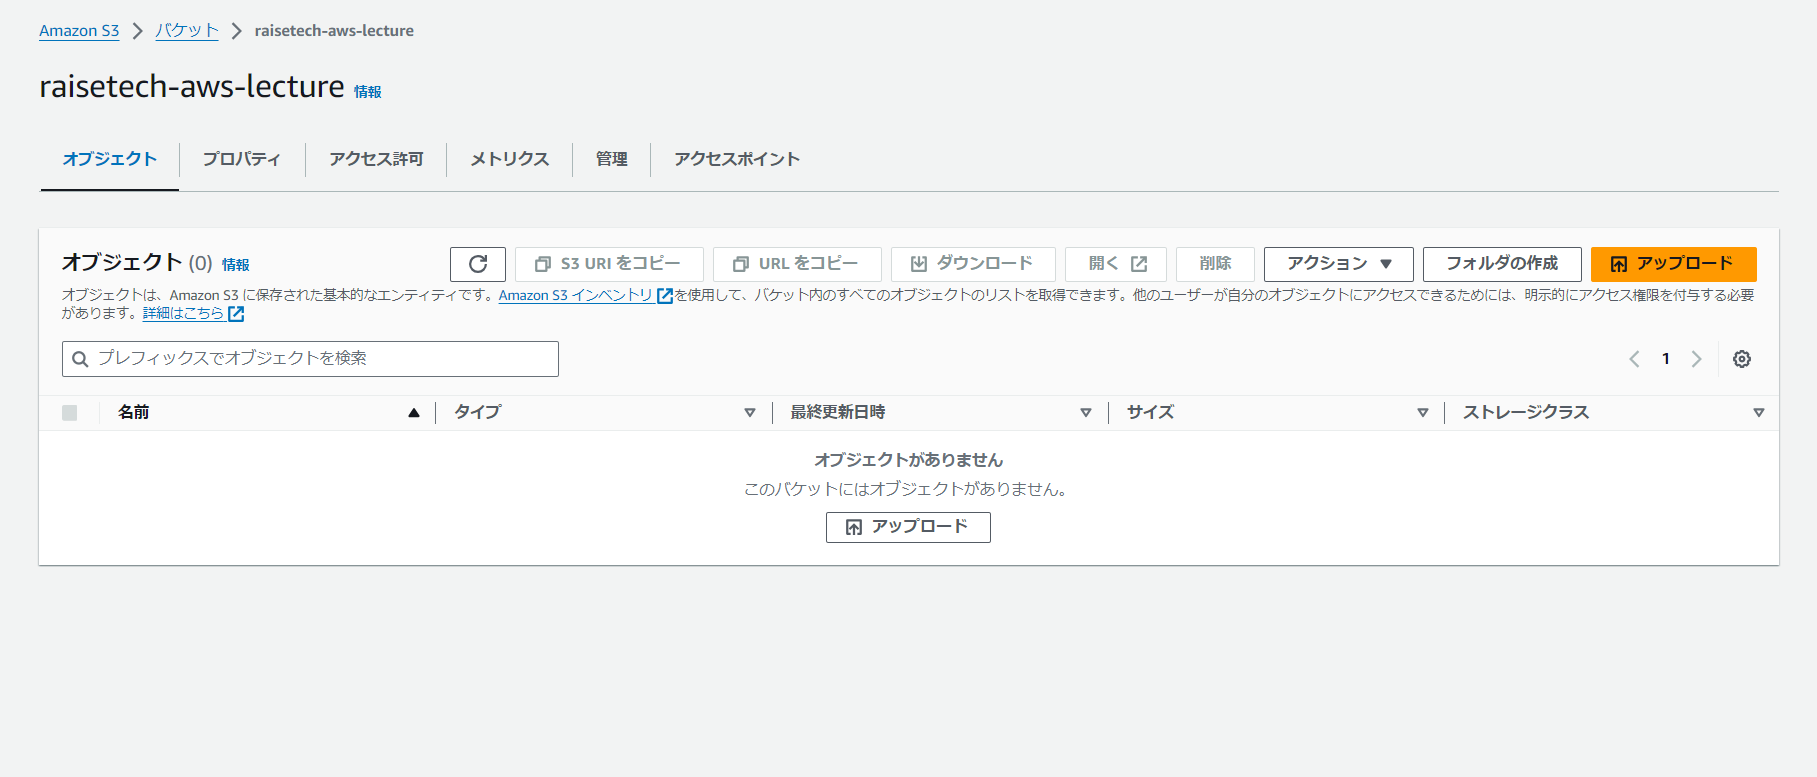 Amazon S3 > バケット > raisetech-aws-lecture
raisetech-aws-lecture 情報
オブジェクト プロパティ アクセス許可 メトリクス 管理 アクセスポイント
オブジェクト (0) 情報 S3 URI をコピー URL をコピー ダウンロード 開く 削除 アクション フォルダの作成 アップロード
オブジェクトは、Amazon S3 に保存された基本的なエンティティです。Amazon S3 インベントリ を使用して、バケット内のすべてのオブジェクトのリストを取得できます。他のユーザーが自分のオブジェクトにアクセスできるためには、明示的にアクセス権限を付与する必要
があります。詳細はこちら
プレフィックスでオブジェクトを検索 1
名前 タイプ 最終更新日時 サイズ ストレージクラス
オブジェクトがありません
このバケットにはオブジェクトがありません。
アップロード